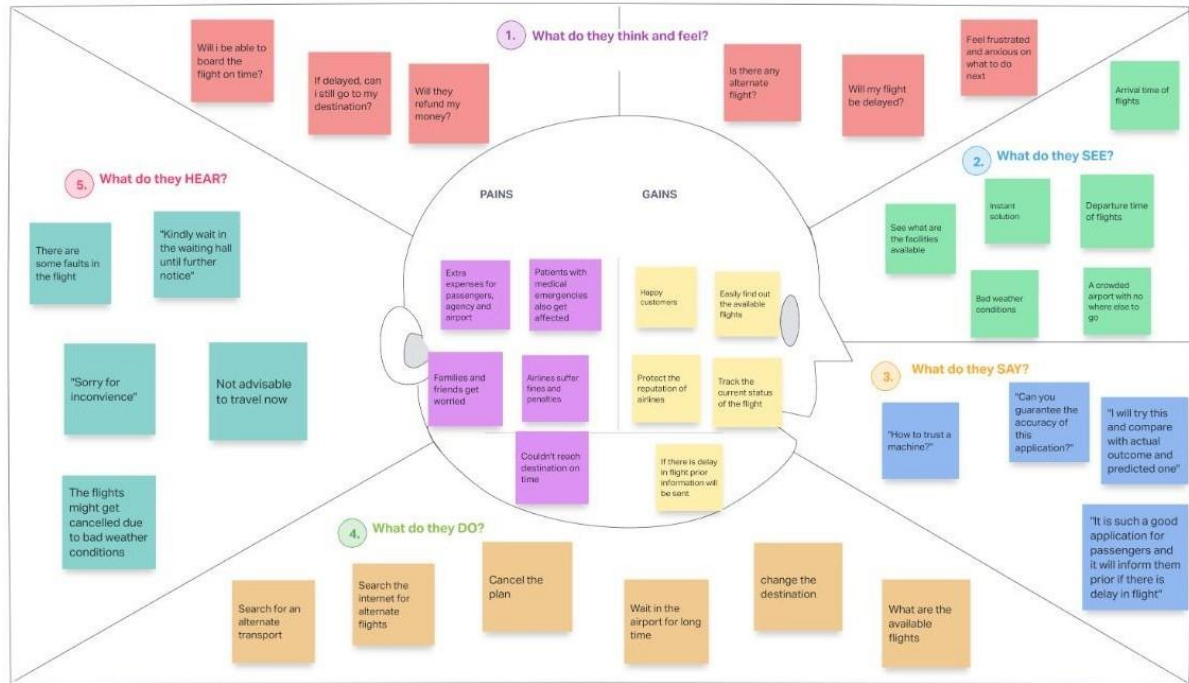 1. What do they think and feel?
Will i be able to
board the
flight on time?
If delayed, can
i still go to my
destination?
Will they
refund my
money?
Is there any
alternate
flight?
Will my flight
be delayed?
Feel frustrated
and anxious on
what to do
next
2. What do they SEE?
Arrival time of
flights
See what are
the facilities
available
Instant
solution
Departure time
of flights
Bad weather
conditions
A crowded
airport with no
where else to
go
5. What do they HEAR?
There are
some faults in
the flight
"Kindly wait in
the waiting hall
until further
notice"
"Sorry for
inconvience"
Not advisable
to travel now
The flights
might get
cancelled due
to bad weather
conditions
PAINS
Extra
expenses for
passengers,
agency and
airport
Patients with
medical
emergencies
also get
affected
Families and
friends get
worried
Airlines suffer
fines and
penalties
Couldn't reach
destination on
time
GAINS
Happy
customers
Easily find out
the available
flights
Protect the
reputation of
airlines
Track the
current status
of the flight
If there is delay
in flight prior
information will
be sent
3. What do they SAY?
"How to trust a
machine?"
"Can you
guarantee the
accuracy of
this
application?"
"I will try this
and compare
with actual
outcome and
predicted one"
"It is such a good
application for
passengers and
it will inform them
prior if there is
delay in flight"
4. What do they DO?
Search for an
alternate
transport
Search the
internet for
alternate
flights
Cancel the
plan
Wait in the
airport for long
time
change the
destination
What are the
available
flights